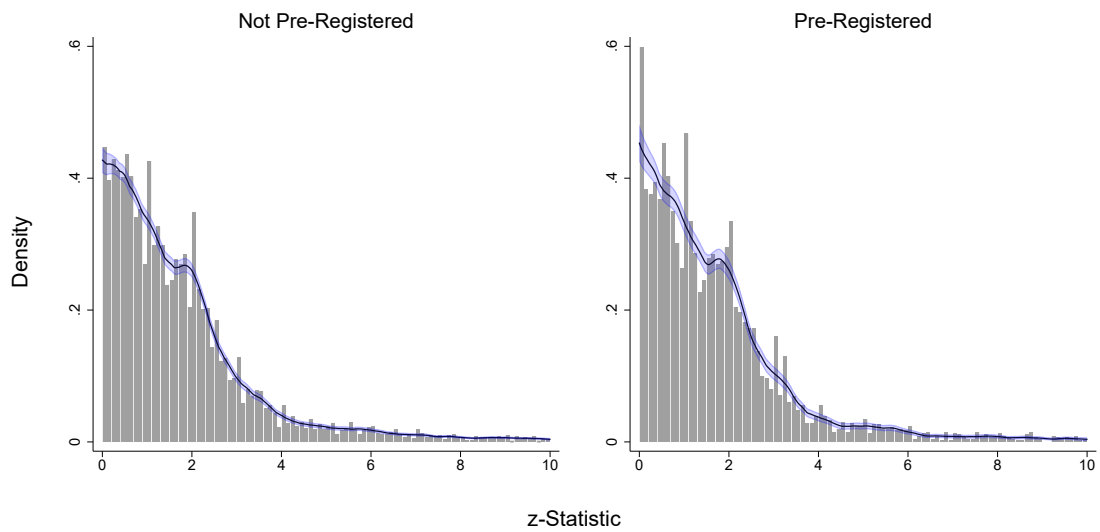 Not Pre-Registered
Pre-Registered
Density
.6
.4
.2
0
0 2 4 6 8 10
.6
.4
.2
0
0 2 4 6 8 10
z-Statistic